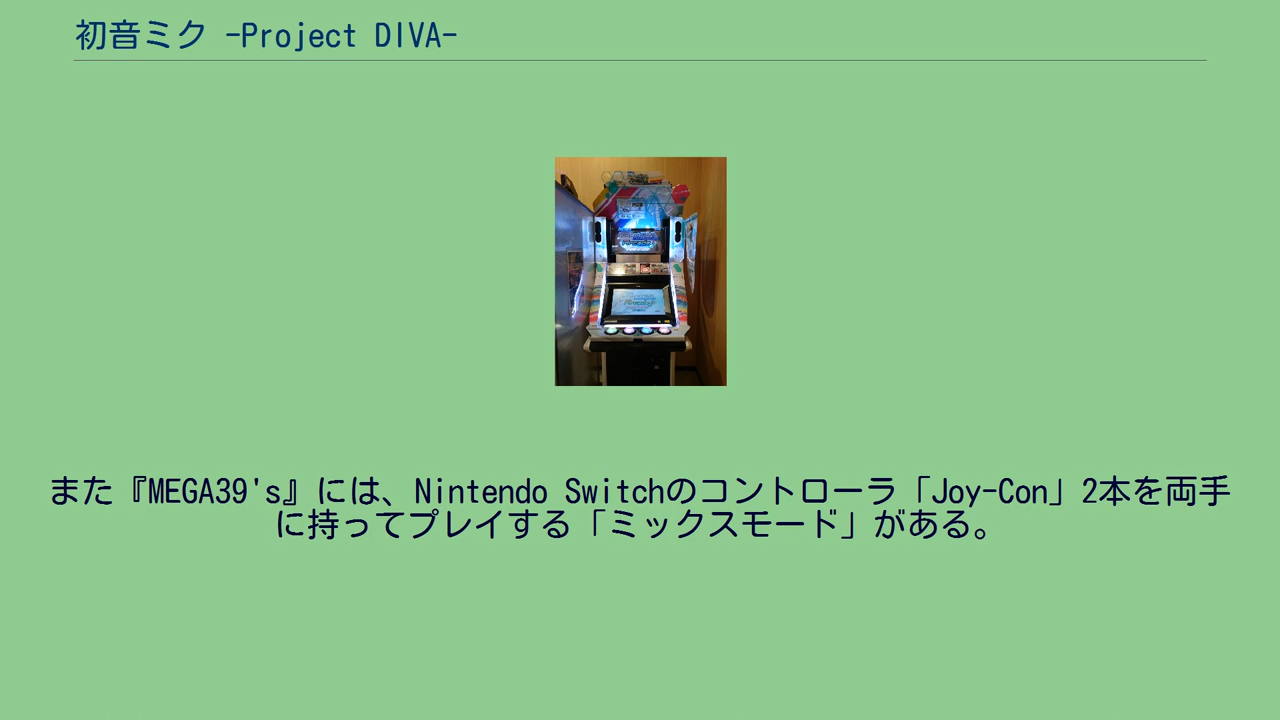 初音ミク -Project DIVA-
また『MEGA39's』には、Nintendo Switchのコントローラ「Joy-Con」2本を両手
に持ってプレイする「ミックスモード」がある。